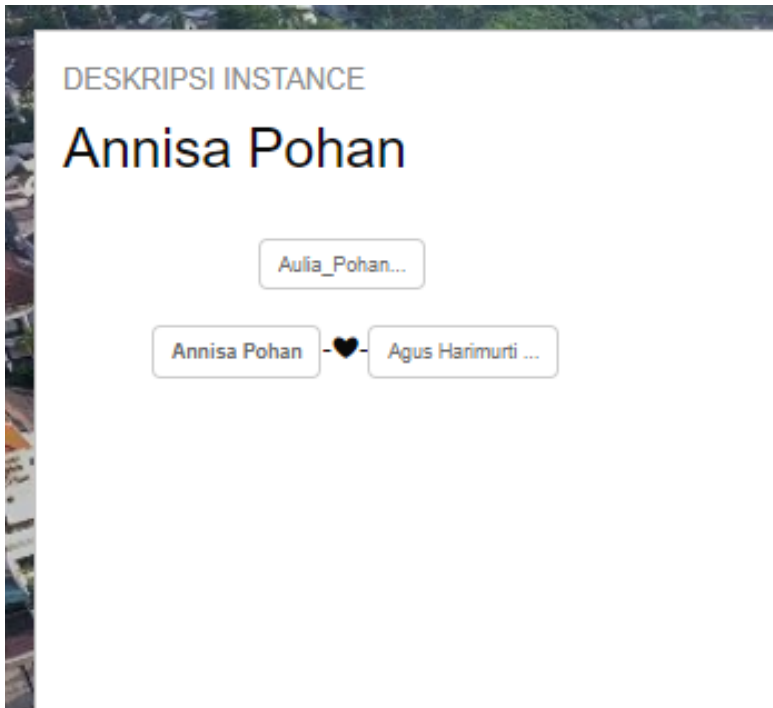 DESKRIPSI INSTANCE
Annisa Pohan
Aulia_Pohan...
Annisa Pohan -♥- Agus Harimurti ...